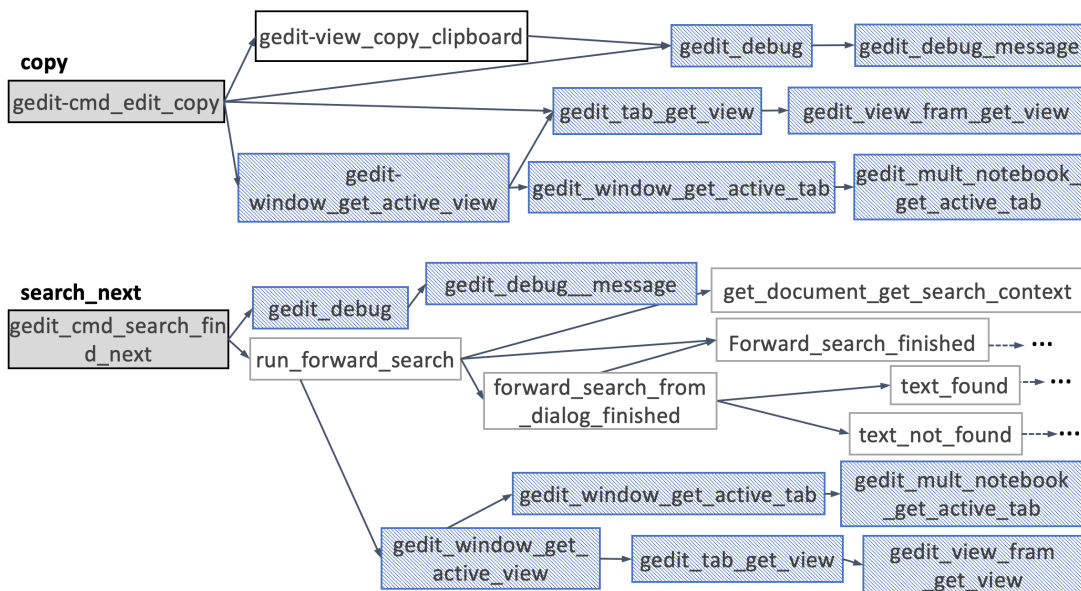 copy
gedit-cmd_edit_copy
gedit-view_copy_clipboard
gedit_debug
gedit_debug_message
gedit_tab_get_view
gedit_view_fram_get_view
gedit-
window_get_active_view
gedit_window_get_active_tab
gedit_mult_notebook_
get_active_tab
search_next
gedit_cmd_search_fin
d_next
gedit_debug
gedit_debug__message
run_forward_search
get_document_get_search_context
Forward_search_finished
...
forward_search_from
_dialog_finished
text_found
...
text_not_found
...
gedit_window_get_
active_view
gedit_window_get_active_tab
gedit_mult_notebook
_get_active_tab
gedit_tab_get_view
gedit_view_fram
_get_view